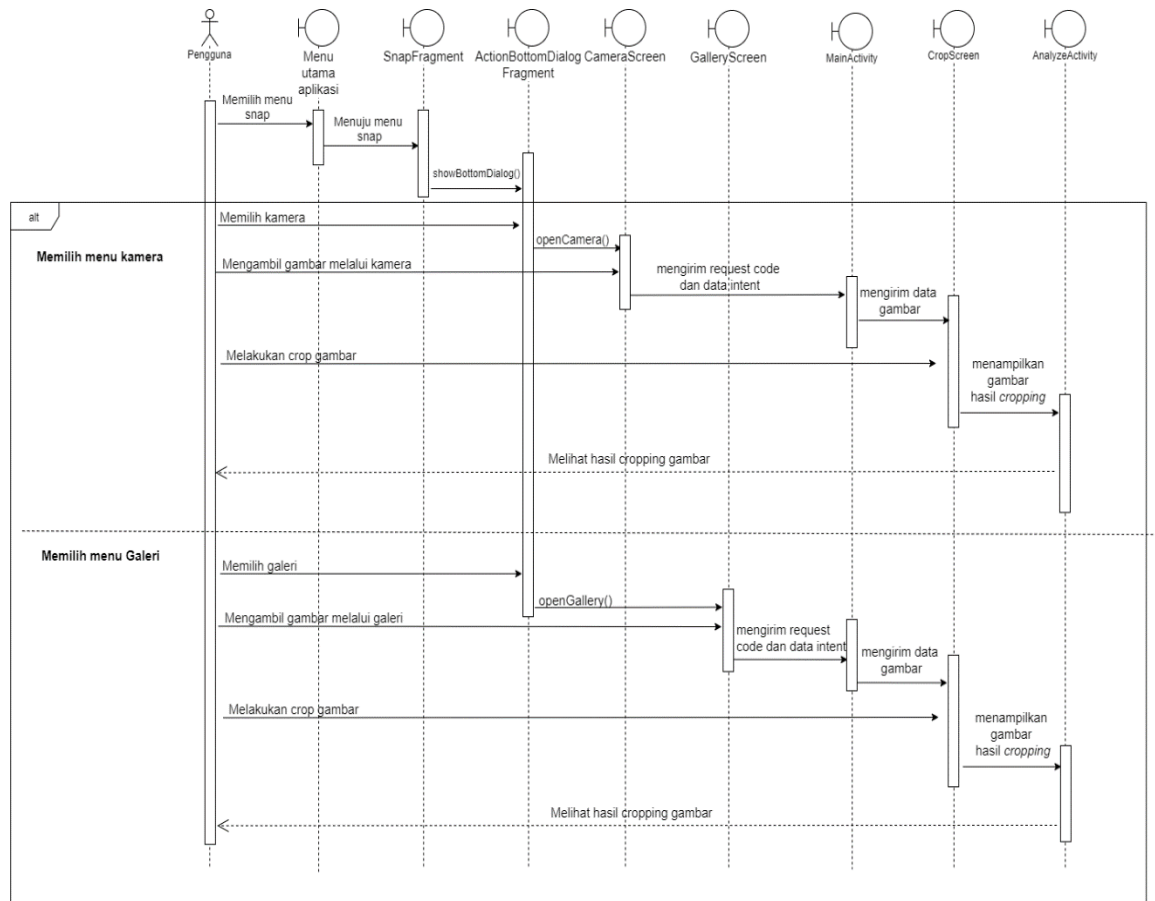 Pengguna
Menu
utama
aplikasi
SnapFragment
ActionBottomDialog
Fragment
CameraScreen
GalleryScreen
MainActivity
CropScreen
AnalyzeActivity
Memilih menu
snap
Menuju menu
snap
showBottomDialog()
alt
Memilih menu kamera
Memilih kamera
openCamera()
Mengambil gambar melalui kamera
mengirim request code
dan data intent
mengirim data
gambar
Melakukan crop gambar
menampilkan
gambar
hasil cropping
Melihat hasil cropping gambar
Memilih menu Galeri
Memilih galeri
openGallery()
Mengambil gambar melalui galeri
mengirim request
code dan data intent
mengirim data
gambar
Melakukan crop gambar
menampilkan
gambar
hasil cropping
Melihat hasil cropping gambar